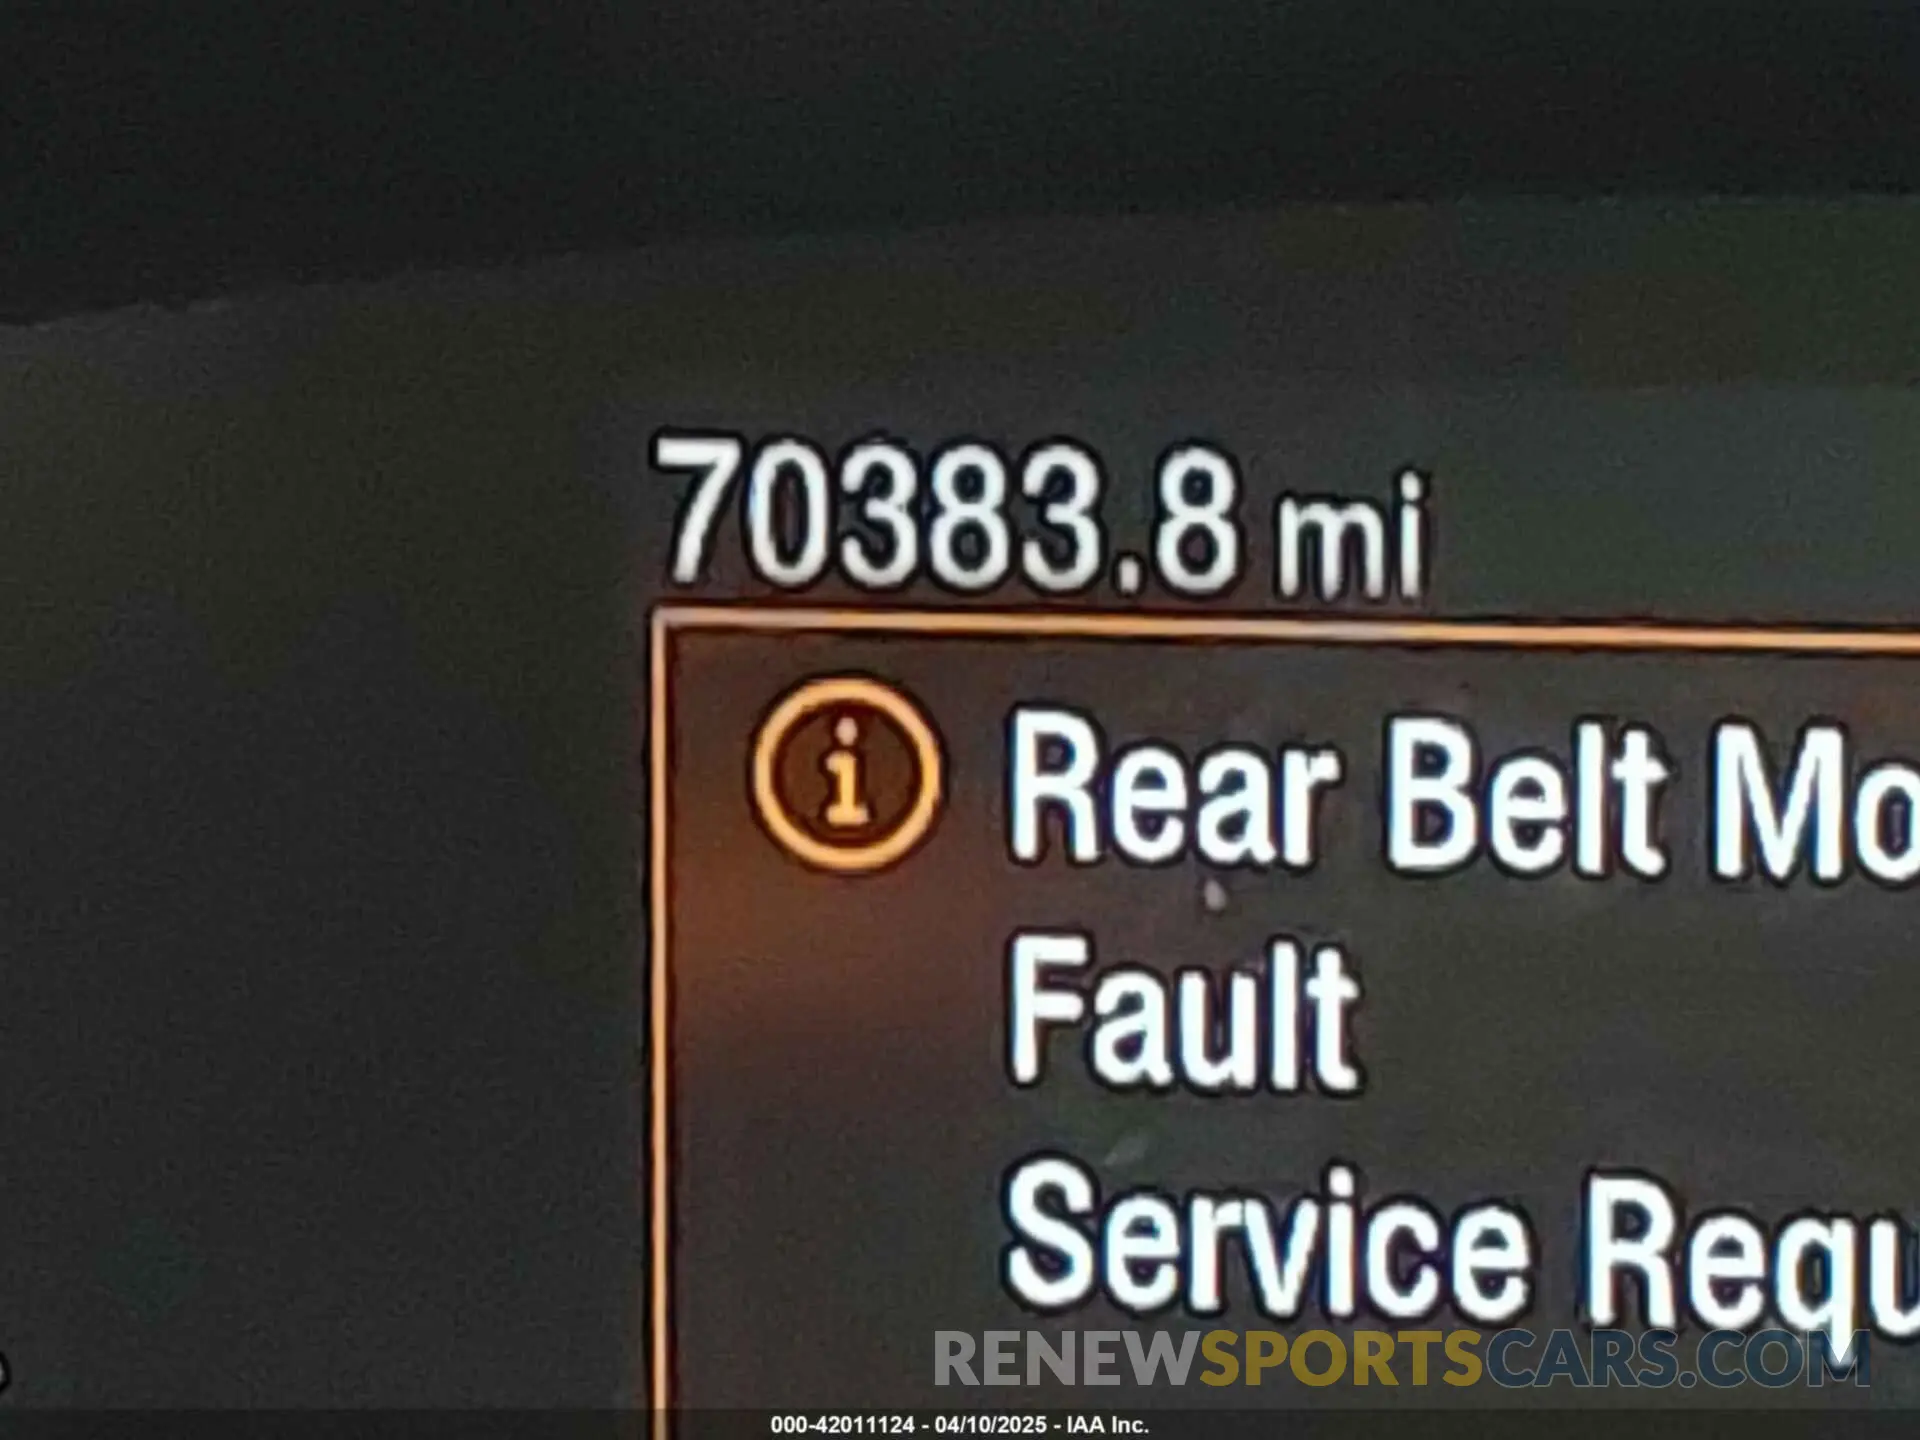 70383.8 mi
i
Rear Belt Mo
Fault
Service Requ
RENEWSPORTSCARS.COM
000-42011124 - 04/10/2025 - IAA Inc.